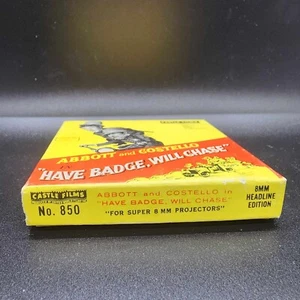 ABBOTT and COSTELLO
"HAVE BADGE, WILL CHASE"
CASTLE FILMS
No. 850
ABBOTT and COSTELLO in
"HAVE BADGE, WILL CHASE"
"FOR SUPER 8 MM PROJECTORS"
8MM
HEADLINE
EDITION